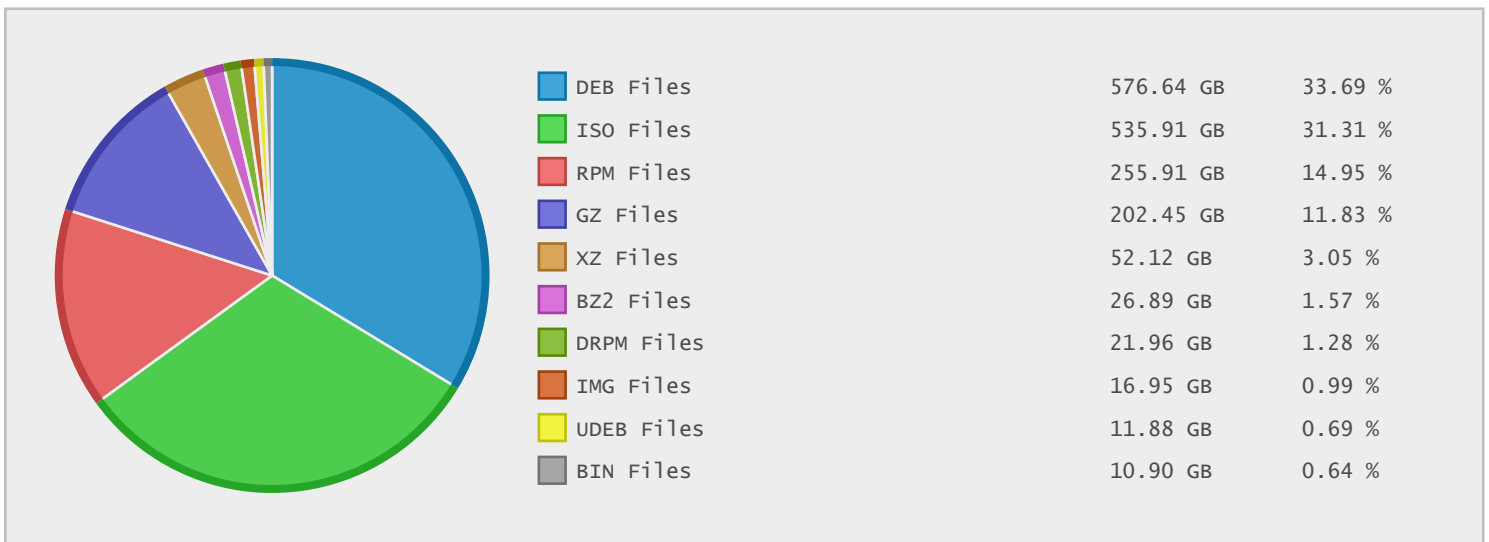 DEB Files 576.64 GB 33.69 %
ISO Files 535.91 GB 31.31 %
RPM Files 255.91 GB 14.95 %
GZ Files 202.45 GB 11.83 %
XZ Files 52.12 GB 3.05 %
BZ2 Files 26.89 GB 1.57 %
DRPM Files 21.96 GB 1.28 %
IMG Files 16.95 GB 0.99 %
UDEB Files 11.88 GB 0.69 %
BIN Files 10.90 GB 0.64 %